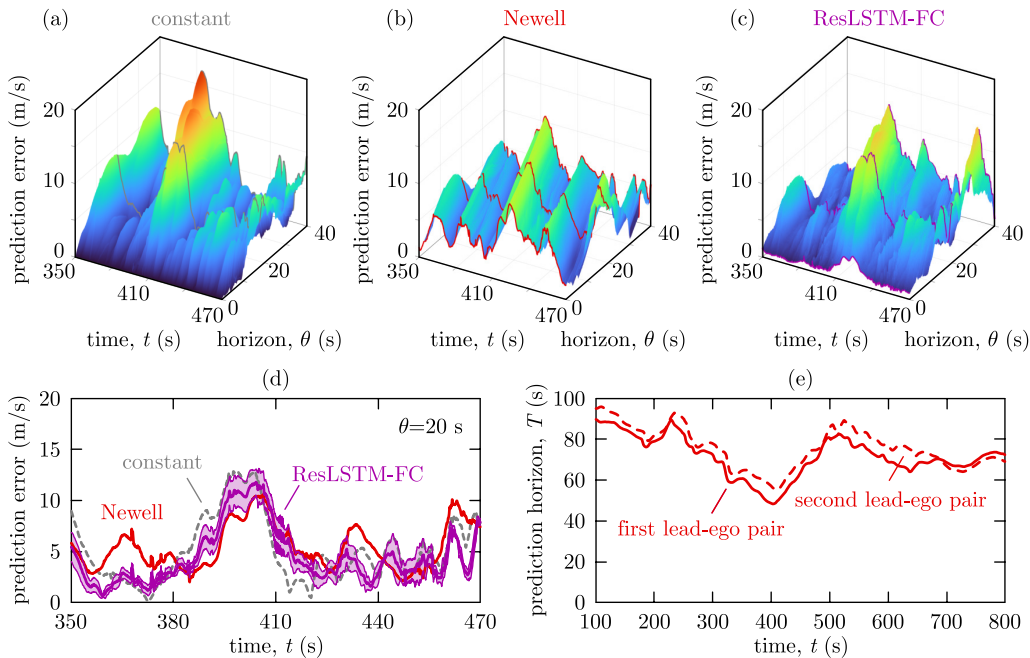 (a)
constant
prediction error (m/s)
20
10
0
350
410
470
0
20
40
time, t (s)
horizon, θ (s)
(b)
Newell
prediction error (m/s)
20
10
0
350
410
470
0
20
40
time, t (s)
horizon, θ (s)
(c)
ResLSTM-FC
prediction error (m/s)
20
10
0
350
410
470
0
20
40
time, t (s)
horizon, θ (s)
(d)
prediction error (m/s)
20
15
10
5
0
θ=20 s
constant
ResLSTM-FC
Newell
350
380
410
440
470
time, t (s)
(e)
prediction horizon, T (s)
100
80
60
40
20
0
second lead-ego pair
first lead-ego pair
100
200
300
400
500
600
700
800
time, t (s)